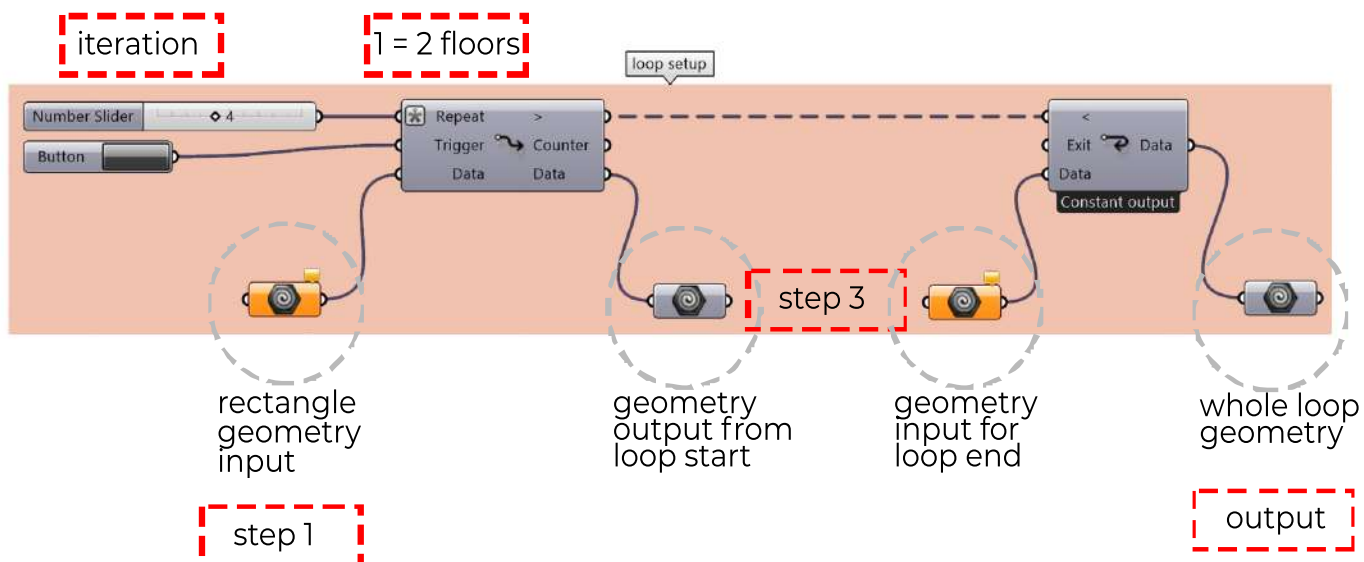 iteration
1 = 2 floors
loop setup
Number Slider
4
Button
Repeat >
Trigger Counter
Data Data
<
Exit Data
Data
Constant output
step 3
rectangle
geometry
input
geometry
output from
loop start
geometry
input for
loop end
whole loop
geometry
step 1
output